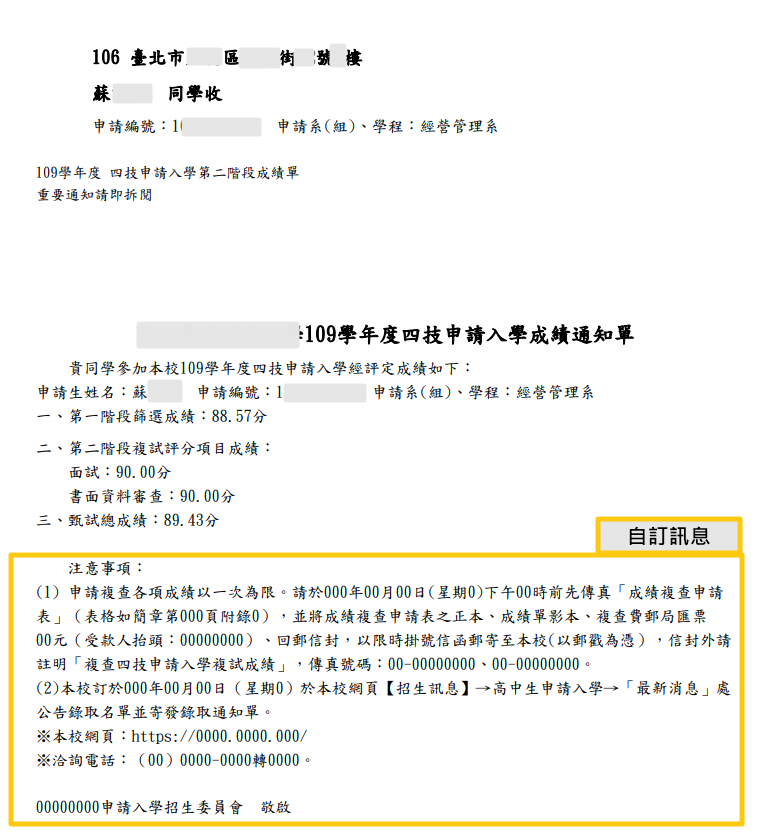 106 臺北市 區 街 號 樓
蘇 同學收
申請編號：1 申請系(組)、學程：經營管理系
109學年度 四技申請入學第二階段成績單
重要通知請即拆閱
109學年度四技申請入學成績通知單
貴同學參加本校109學年度四技申請入學經評定成績如下：
申請生姓名：蘇 申請編號：1 申請系(組)、學程：經營管理系
一、第一階段篩選成績：88.57分
二、第二階段複試評分項目成績：
面試：90.00分
書面資料審查：90.00分
三、甄試總成績：89.43分
自訂訊息
注意事項：
(1) 申請複查各項成績以一次為限。請於000年00月00日(星期0)下午00時前先傳真「成績複查申請
表」（表格如簡章第000頁附錄0），並將成績複查申請表之正本、成績單影本、複查費郵局匯票
00元（受款人抬頭：00000000）、回郵信封，以限時掛號信函郵寄至本校(以郵戳為憑），信封外請
註明「複查四技申請入學複試成績」，傳真號碼：00-00000000、00-00000000。
(2)本校訂於000年00月00日（星期0）於本校網頁【招生訊息】→高中生申請入學→「最新消息」處
公告錄取名單並寄發錄取通知單。
※本校網頁：https://0000.0000.000/
※洽詢電話：（00）0000-0000轉0000。
00000000申請入學招生委員會 敬啟